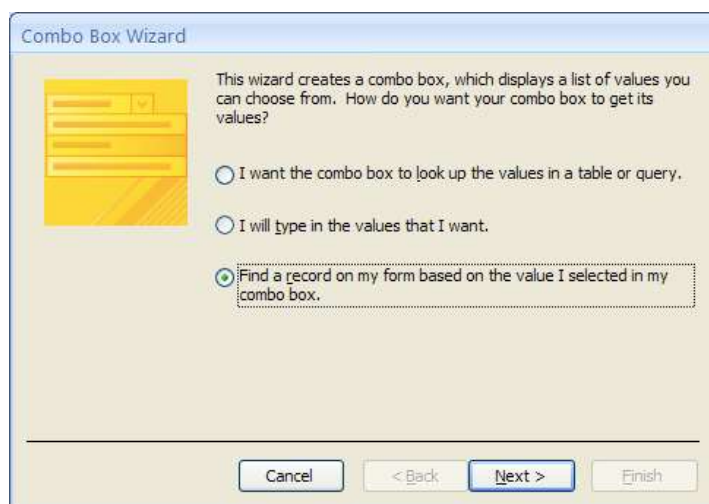 Combo Box Wizard
This wizard creates a combo box, which displays a list of values you
can choose from.  How do you want your combo box to get its
values?
I want the combo box to look up the values in a table or query.
I will type in the values that I want.
Find a record on my form based on the value I selected in my
combo box.
Cancel
< Back
Next >
Finish